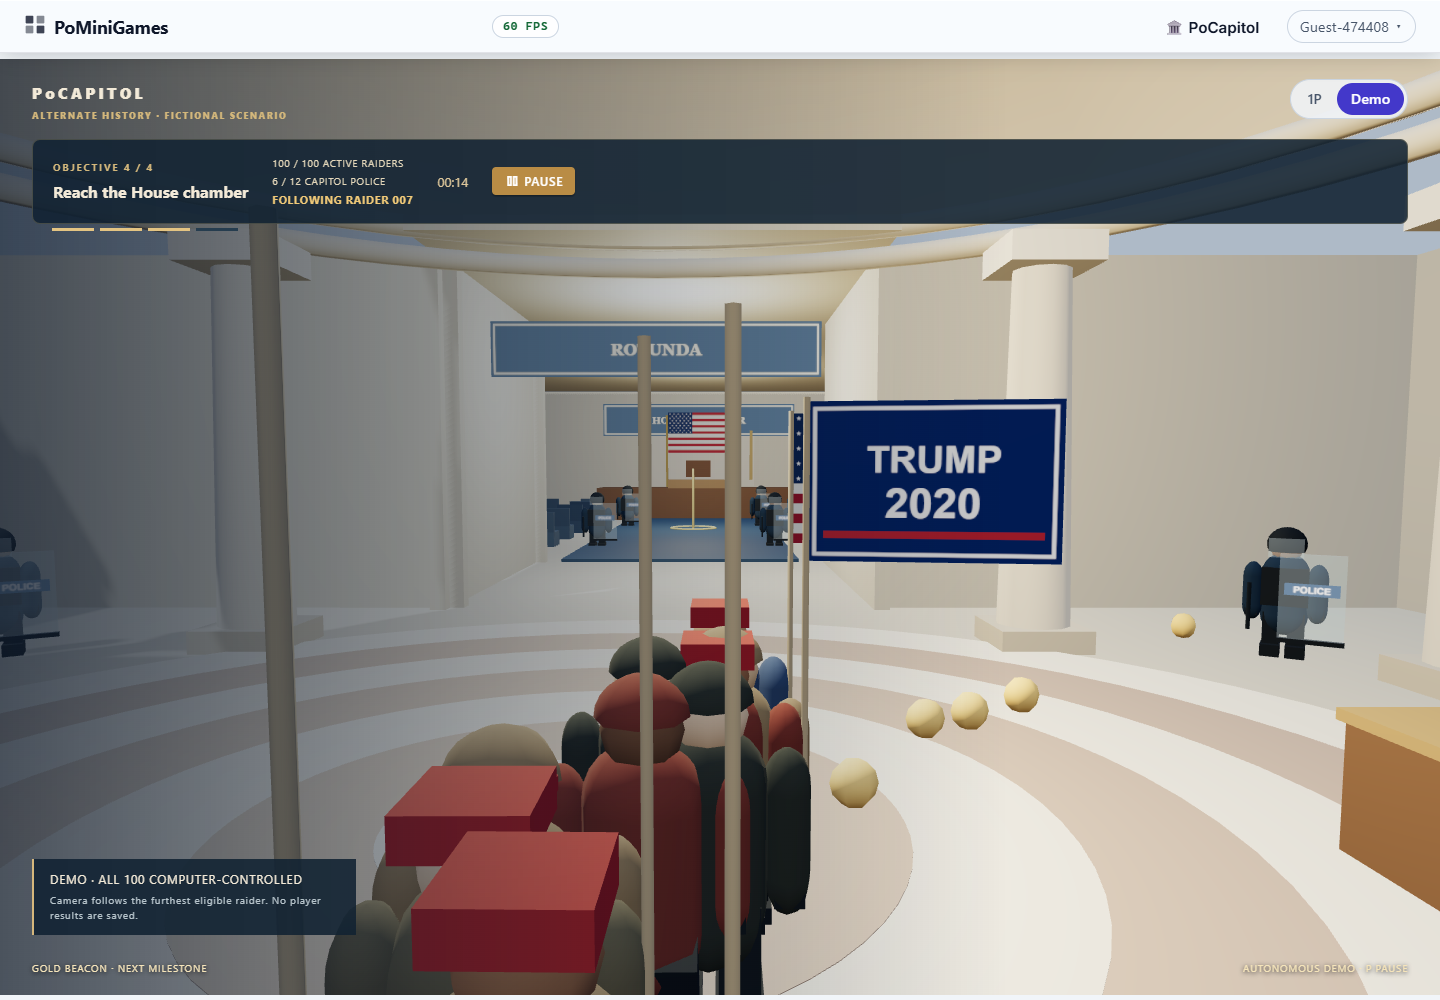 PoMiniGames
60 FPS
PoCapitol
Guest-474408
PoCAPITOL
ALTERNATE HISTORY · FICTIONAL SCENARIO
1P
Demo
OBJECTIVE 4 / 4
Reach the House chamber
100 / 100 ACTIVE RAIDERS
6 / 12 CAPITOL POLICE
FOLLOWING RAIDER 007
00:14
PAUSE
ROTUNDA
TRUMP
2020
POLICE
POLICE
DEMO · ALL 100 COMPUTER-CONTROLLED
Camera follows the furthest eligible raider. No player
results are saved.
GOLD BEACON · NEXT MILESTONE
AUTONOMOUS DEMO · P PAUSE